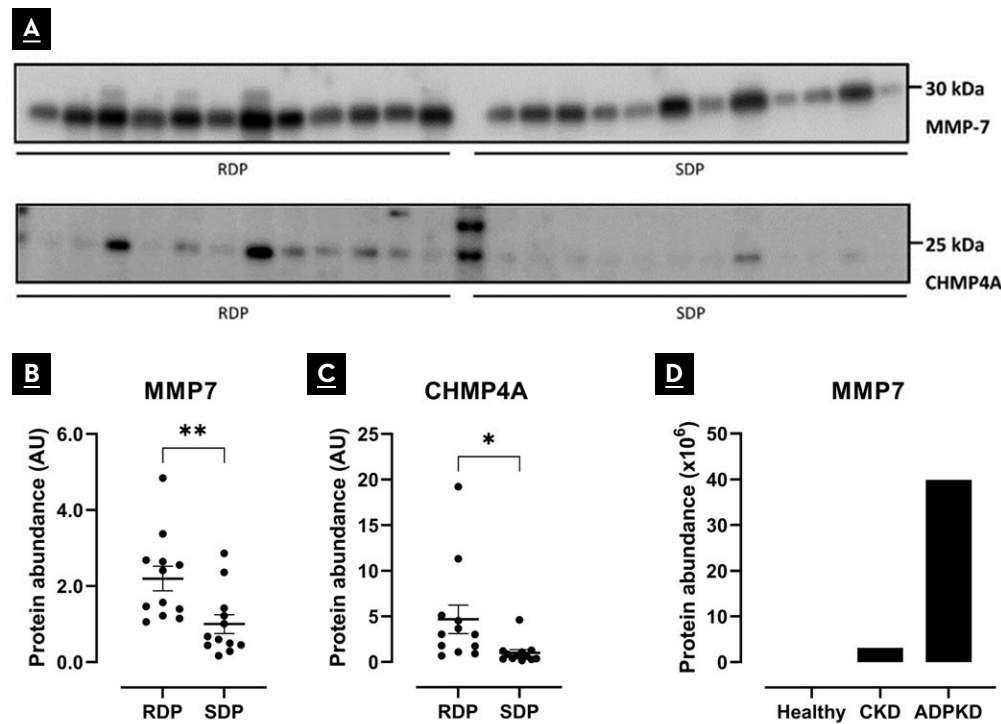 A
30 kDa
MMP-7
RDP SDP
25 kDa
CHMP4A
RDP SDP
B
MMP7
**
Protein abundance (AU)
6.0
4.0
2.0
0.0
RDP SDP
C
CHMP4A
*
Protein abundance (AU)
25
20
15
10
5
0
RDP SDP
D
MMP7
Protein abundance (x10⁶)
50
40
30
20
10
0
Healthy CKD ADPKD